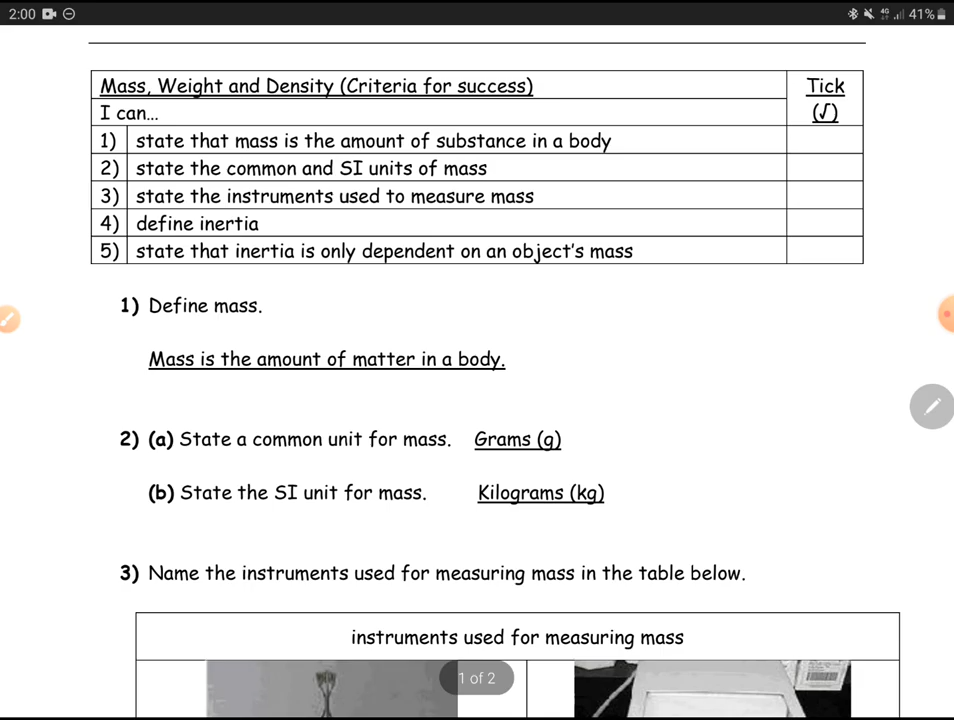 2:00 4G 41%
Mass, Weight and Density (Criteria for success) Tick
I can... (√)
1) state that mass is the amount of substance in a body
2) state the common and SI units of mass
3) state the instruments used to measure mass
4) define inertia
5) state that inertia is only dependent on an object's mass
1) Define mass.
Mass is the amount of matter in a body.
2) (a) State a common unit for mass. Grams (g)
(b) State the SI unit for mass. Kilograms (kg)
3) Name the instruments used for measuring mass in the table below.
instruments used for measuring mass
1 of 2